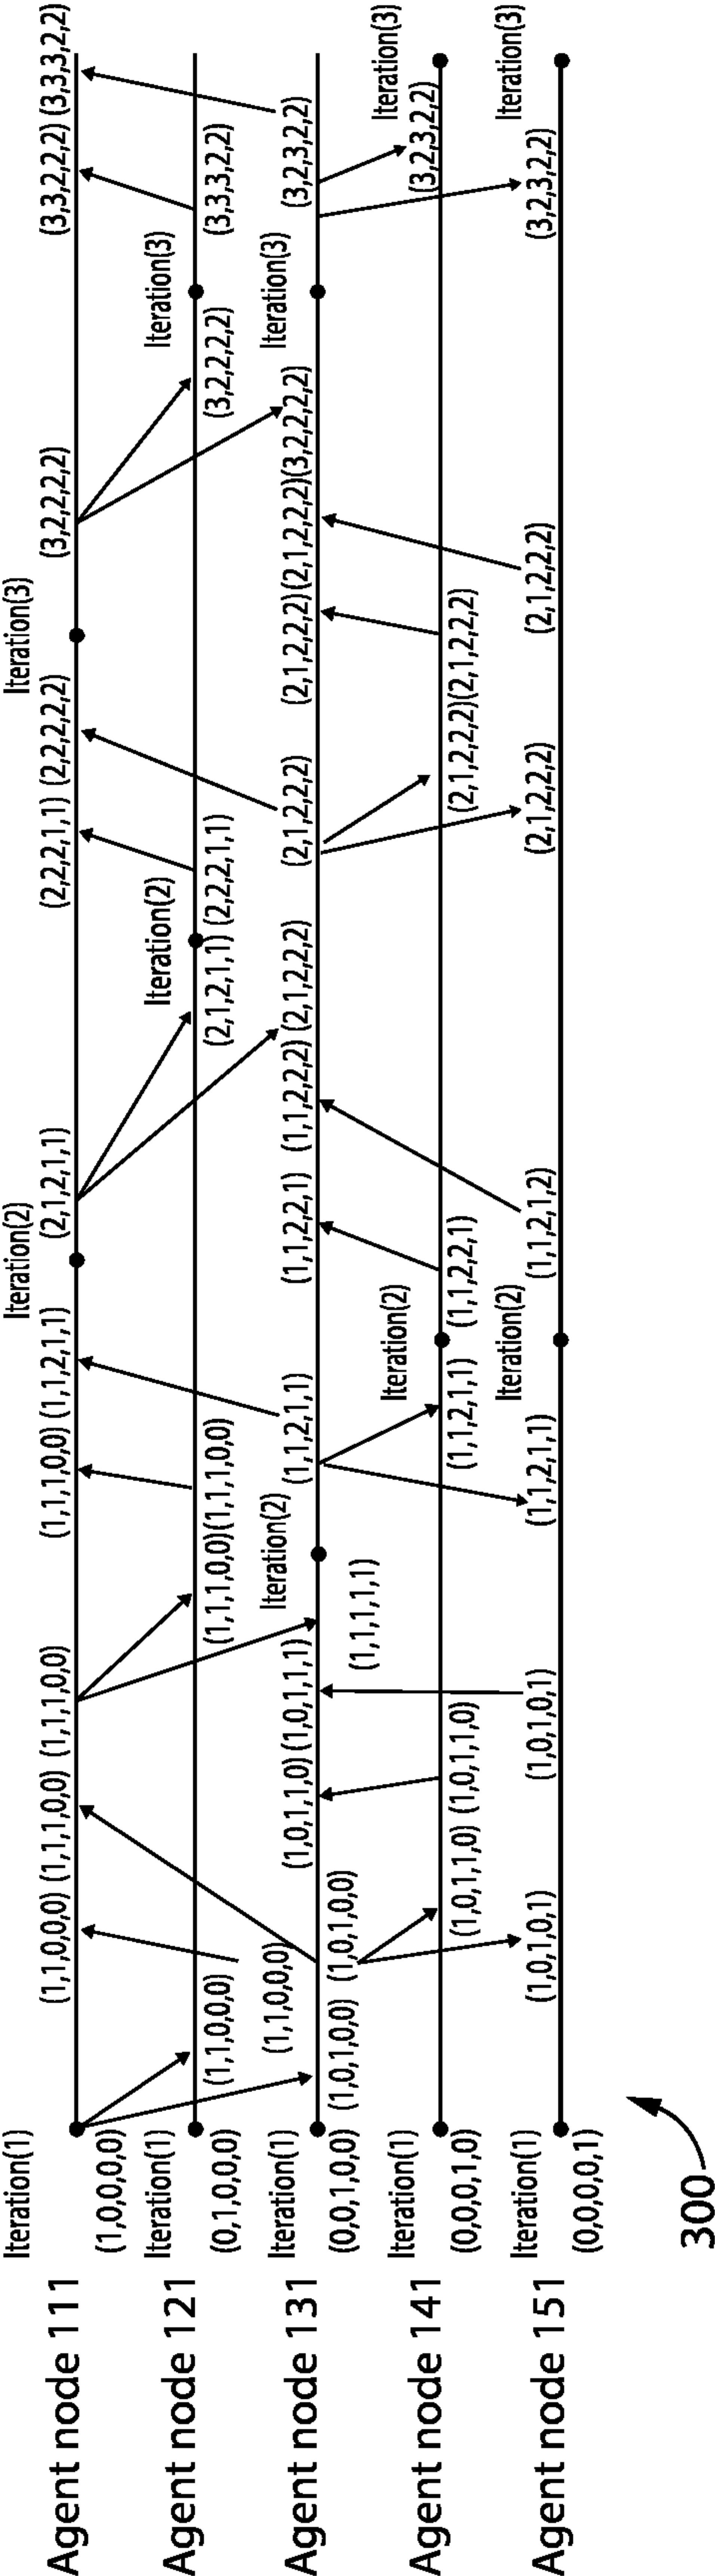 Iteration(1) Iteration(2) Iteration(3)
Agent node 111 (1,1,0,0,0) (1,1,1,0,0) (1,1,1,0,0) (1,1,1,0,0) (1,1,2,1,1) (2,1,2,1,1) (2,2,2,1,1) (2,2,2,2,2) (3,2,2,2,2) (3,3,2,2,2) (3,3,3,2,2)
(1,0,0,0,0)
Iteration(1) Iteration(2) Iteration(3)
Agent node 121
(0,1,0,0,0) (1,1,0,0,0) (1,1,1,0,0)(1,1,1,0,0) (2,1,2,1,1) (2,2,2,1,1) (3,2,2,2,2) (3,3,3,2,2)
Iteration(1) (1,1,0,0,0) Iteration(2) Iteration(3)
Agent node 131 (1,0,1,1,0) (1,0,1,1,1) (1,1,2,1,1) (1,1,2,2,1) (1,1,2,2,2) (2,1,2,2,2) (2,1,2,2,2) (2,1,2,2,2)(2,1,2,2,2)(3,2,2,2,2) (3,2,3,2,2)
(0,0,1,0,0) (1,0,1,0,0) (1,0,1,0,0) (1,1,1,1,1)
Iteration(1) Iteration(2) Iteration(3)
Agent node 141 (3,2,3,2,2)
(0,0,0,1,0) (1,0,1,1,0) (1,0,1,1,0) (1,1,2,1,1) (1,1,2,2,1) (2,1,2,2,2)(2,1,2,2,2)
Iteration(1) Iteration(2) Iteration(3)
Agent node 151 (1,0,1,0,1) (1,0,1,0,1) (1,1,2,1,1) (1,1,2,1,2) (2,1,2,2,2) (2,1,2,2,2) (3,2,3,2,2)
(0,0,0,0,1)
300